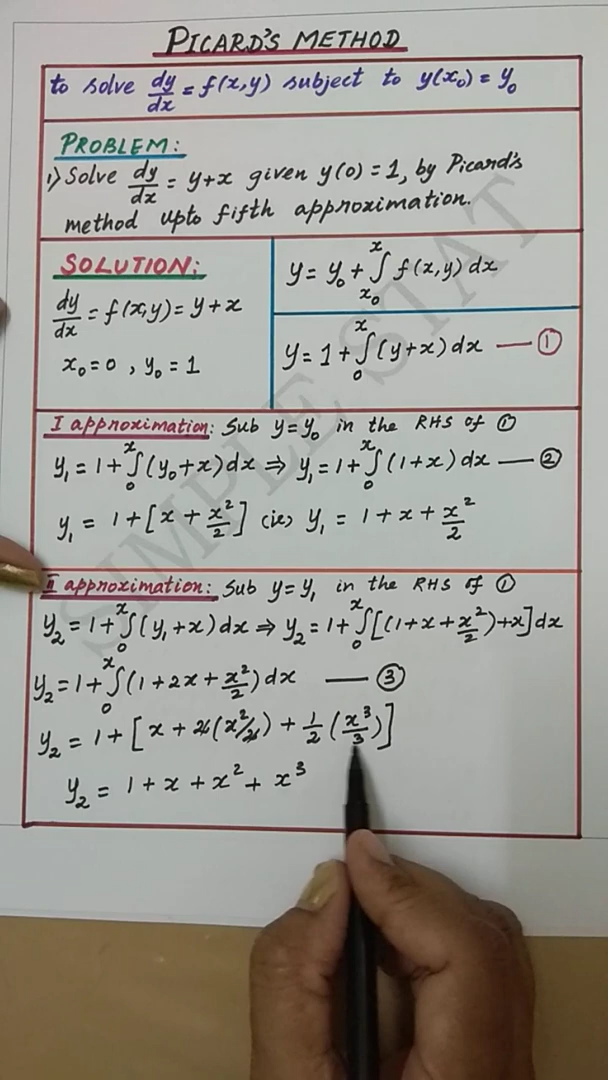 PICARD'S METHOD
to solve dy/dx = f(x,y) subject to y(x₀) = y₀
PROBLEM:
1) Solve dy/dx = y+x given y(0) = 1, by Picard's
method upto fifth approximation.
SOLUTION:
dy/dx = f(x,y) = y+x
x₀=0 , y₀ = 1
y = y₀ + ∫_{x₀}^{x} f(x,y) dx
y = 1 + ∫_{0}^{x} (y+x) dx — ①
I approximation: Sub y=y₀ in the RHS of ①
y₁ = 1+ ∫_{0}^{x} (y₀+x) dx ⇒ y₁ = 1+ ∫_{0}^{x} (1+x) dx — ②
y₁ = 1+[x + x²/2] (ie) y₁ = 1+x+ x²/2
II approximation: Sub y=y₁ in the RHS of ①
y₂ = 1+ ∫_{0}^{x} (y₁+x) dx ⇒ y₂ = 1+ ∫_{0}^{x} [(1+x+ x²/2)+x] dx
y₂ = 1+ ∫_{0}^{x} (1+2x+ x²/2) dx — ③
y₂ = 1+ [x + 2(x²/2) + 1/2 (x³/3)]
y₂ = 1+x+x²+ x³
SIMPLE STAT